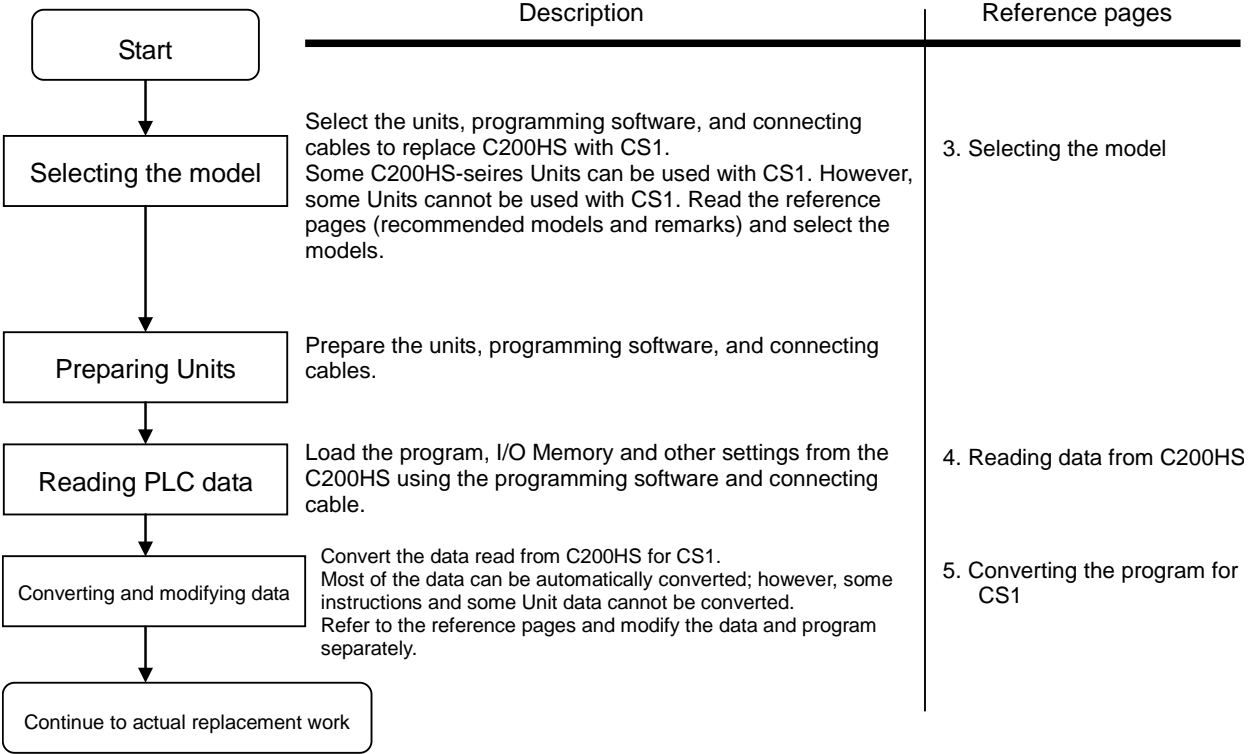 Description
Reference pages
Start
Selecting the model
Select the units, programming software, and connecting
cables to replace C200HS with CS1.
Some C200HS-seires Units can be used with CS1. However,
some Units cannot be used with CS1. Read the reference
pages (recommended models and remarks) and select the
models.
3. Selecting the model
Preparing Units
Prepare the units, programming software, and connecting
cables.
Reading PLC data
Load the program, I/O Memory and other settings from the
C200HS using the programming software and connecting
cable.
4. Reading data from C200HS
Converting and modifying data
Convert the data read from C200HS for CS1.
Most of the data can be automatically converted; however, some
instructions and some Unit data cannot be converted.
Refer to the reference pages and modify the data and program
separately.
5. Converting the program for
CS1
Continue to actual replacement work